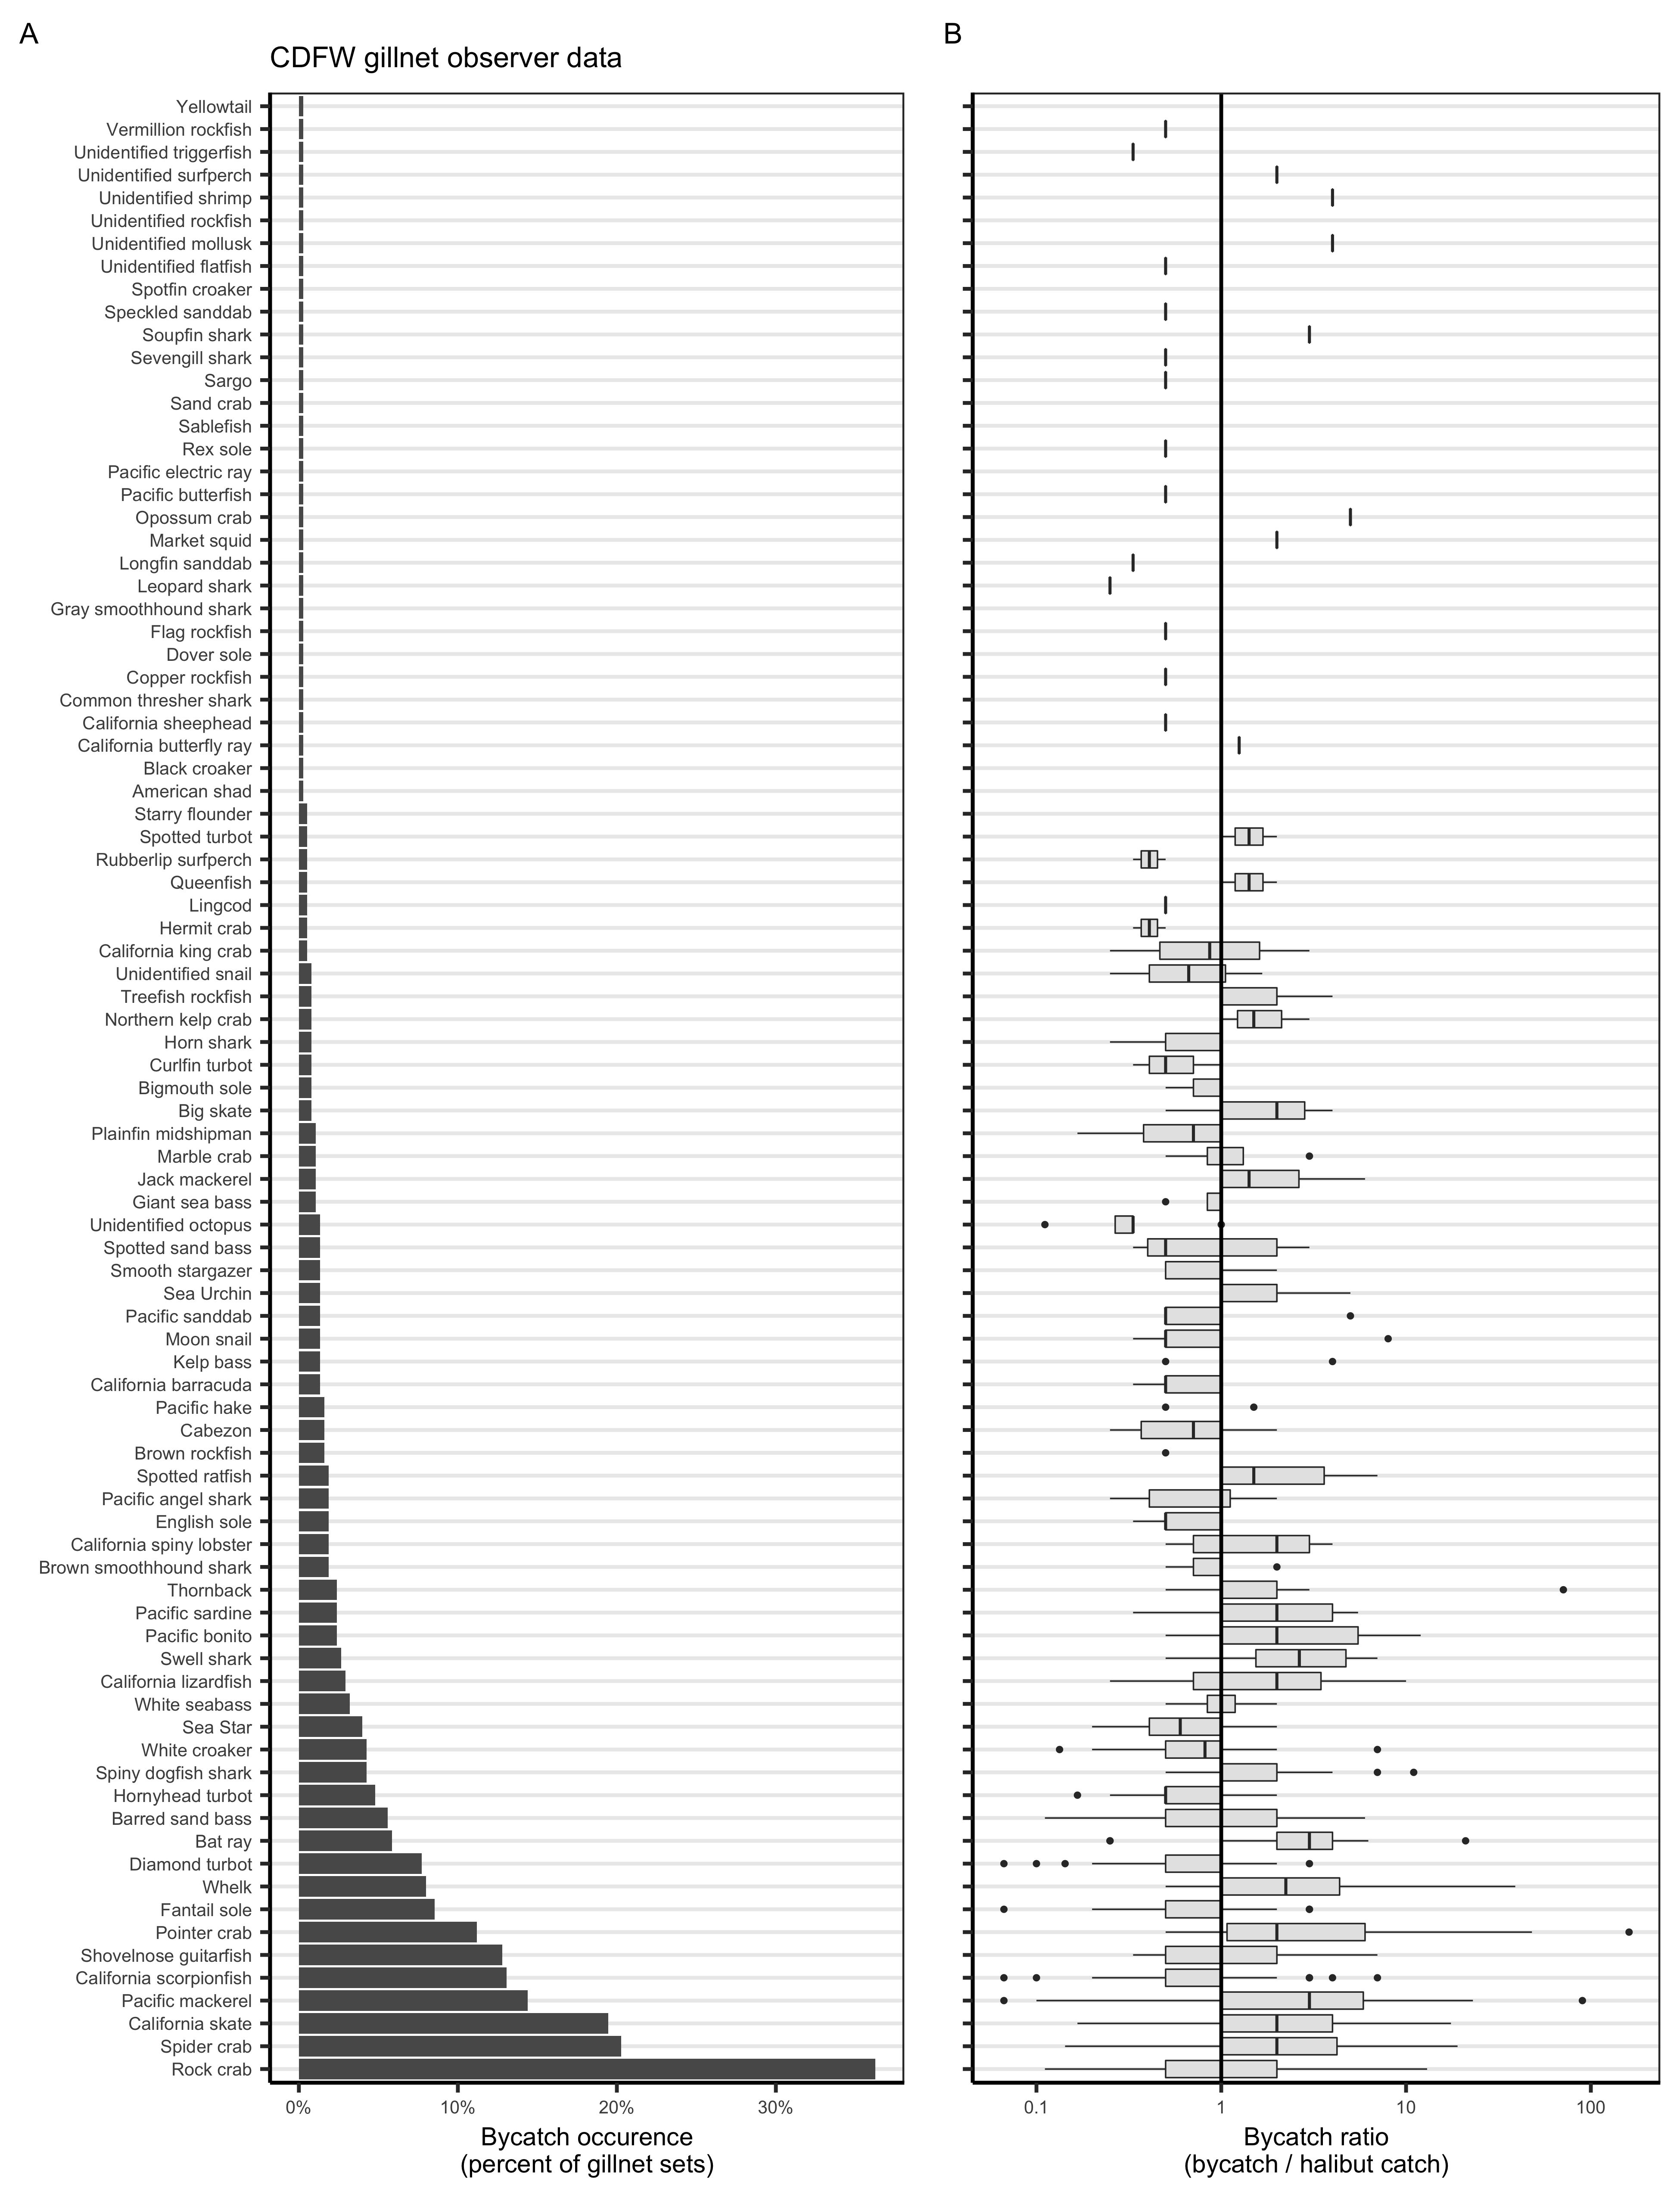 A
B
CDFW gillnet observer data
Yellowtail
Vermillion rockfish
Unidentified triggerfish
Unidentified surfperch
Unidentified shrimp
Unidentified rockfish
Unidentified mollusk
Unidentified flatfish
Spotfin croaker
Speckled sanddab
Soupfin shark
Sevengill shark
Sargo
Sand crab
Sablefish
Rex sole
Pacific electric ray
Pacific butterfish
Opossum crab
Market squid
Longfin sanddab
Leopard shark
Gray smoothhound shark
Flag rockfish
Dover sole
Copper rockfish
Common thresher shark
California sheephead
California butterfly ray
Black croaker
American shad
Starry flounder
Spotted turbot
Rubberlip surfperch
Queenfish
Lingcod
Hermit crab
California king crab
Unidentified snail
Treefish rockfish
Northern kelp crab
Horn shark
Curlfin turbot
Bigmouth sole
Big skate
Plainfin midshipman
Marble crab
Jack mackerel
Giant sea bass
Unidentified octopus
Spotted sand bass
Smooth stargazer
Sea Urchin
Pacific sanddab
Moon snail
Kelp bass
California barracuda
Pacific hake
Cabezon
Brown rockfish
Spotted ratfish
Pacific angel shark
English sole
California spiny lobster
Brown smoothhound shark
Thornback
Pacific sardine
Pacific bonito
Swell shark
California lizardfish
White seabass
Sea Star
White croaker
Spiny dogfish shark
Hornyhead turbot
Barred sand bass
Bat ray
Diamond turbot
Whelk
Fantail sole
Pointer crab
Shovelnose guitarfish
California scorpionfish
Pacific mackerel
California skate
Spider crab
Rock crab
0% 10% 20% 30%
Bycatch occurence
(percent of gillnet sets)
0.1 1 10 100
Bycatch ratio
(bycatch / halibut catch)